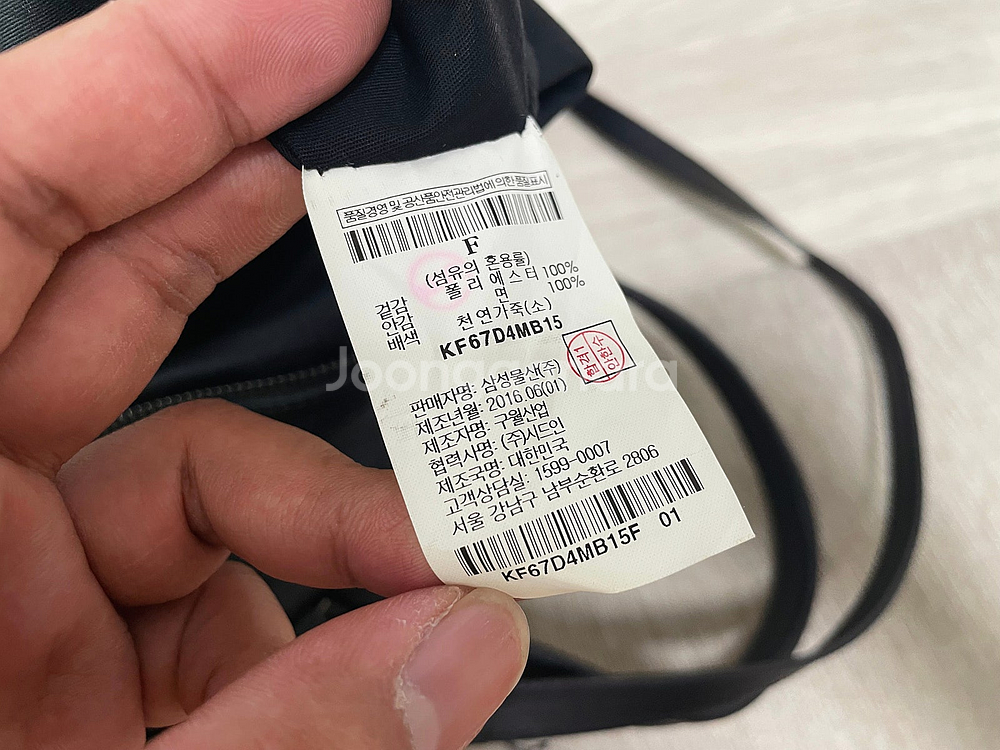 품질경영 및 공산품안전관리법에 의한 품질표시
F
(섬유의 혼용률)
겉감 폴리에스터 100%
안감 면 100%
배색 천연가죽(소)
KF67D4MB15
합격1
판매자명: 삼성물산(주)
제조년월: 2016.06(01)
제조자명: 구월산업
협력사명: (주)시드인
제조국명: 대한민국
고객상담실: 1599-0007
서울 강남구 남부순환로 2806
KF67D4MB15F 01
Joongna